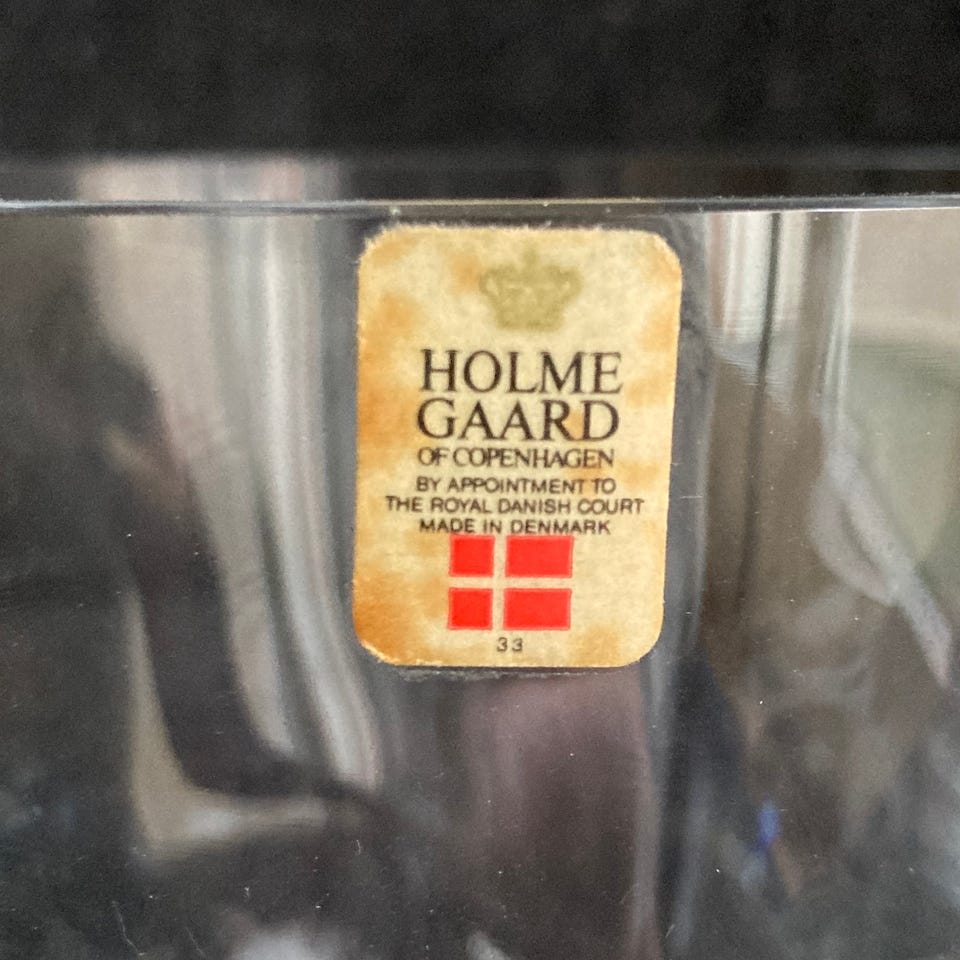 HOLME
GAARD
OF COPENHAGEN
BY APPOINTMENT TO
THE ROYAL DANISH COURT
MADE IN DENMARK
33